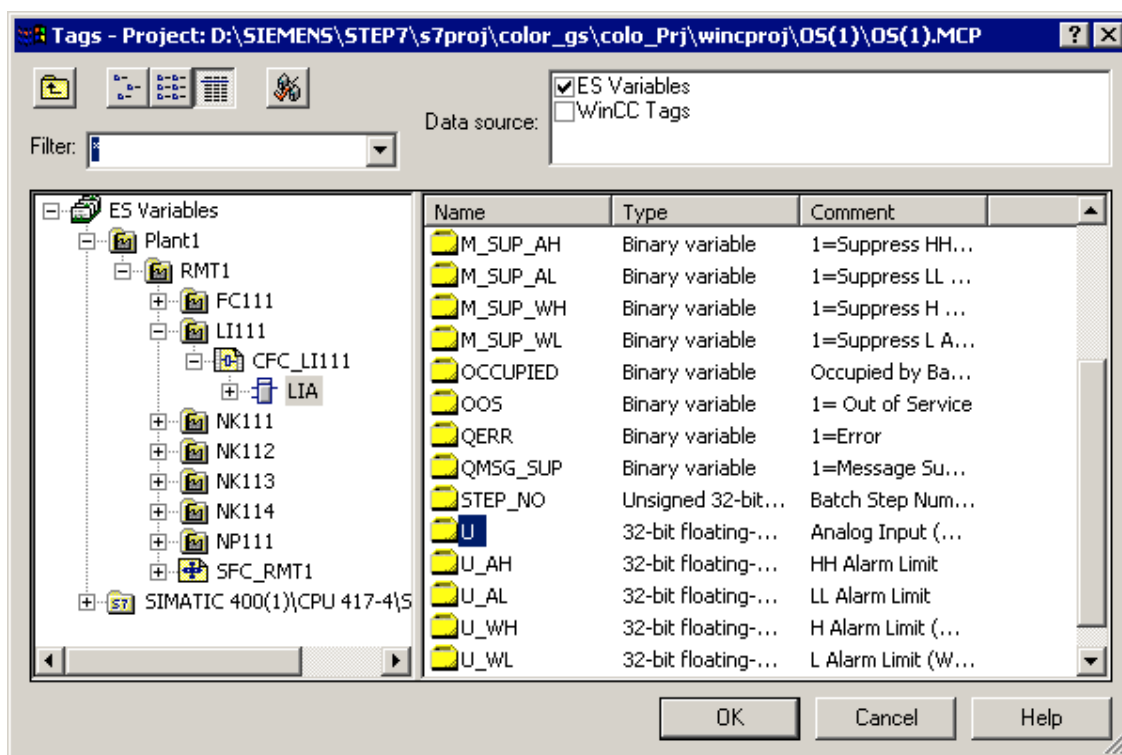 Tags - Project: D:\SIEMENS\STEP7\s7proj\color_gs\colo_Prj\wincproj\OS(1)\OS(1).MCP
Data source:
ES Variables
WinCC Tags
Filter: *
ES Variables
Plant1
RMT1
FC111
LI111
CFC_LI111
LIA
NK111
NK112
NK113
NK114
NP111
SFC_RMT1
SIMATIC 400(1)\CPU 417-4\S
Name Type Comment
M_SUP_AH Binary variable 1=Suppress HH...
M_SUP_AL Binary variable 1=Suppress LL ...
M_SUP_WH Binary variable 1=Suppress H ...
M_SUP_WL Binary variable 1=Suppress L A...
OCCUPIED Binary variable Occupied by Ba...
OOS Binary variable 1= Out of Service
QERR Binary variable 1=Error
QMSG_SUP Binary variable 1=Message Su...
STEP_NO Unsigned 32-bit... Batch Step Num...
U 32-bit floating-... Analog Input (...
U_AH 32-bit floating-... HH Alarm Limit
U_AL 32-bit floating-... LL Alarm Limit
U_WH 32-bit floating-... H Alarm Limit (...
U_WL 32-bit floating-... L Alarm Limit (W...
OK Cancel Help